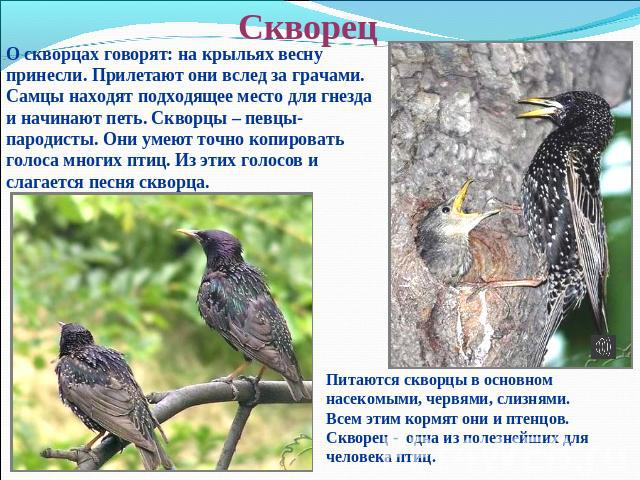 Скворец
О скворцах говорят: на крыльях весну
принесли. Прилетают они вслед за грачами.
Самцы находят подходящее место для гнезда
и начинают петь. Скворцы – певцы-
пародисты. Они умеют точно копировать
голоса многих птиц. Из этих голосов и
слагается песня скворца.
Питаются скворцы в основном
насекомыми, червями, слизнями.
Всем этим кормят они и птенцов.
Скворец - одна из полезнейших для
человека птиц.